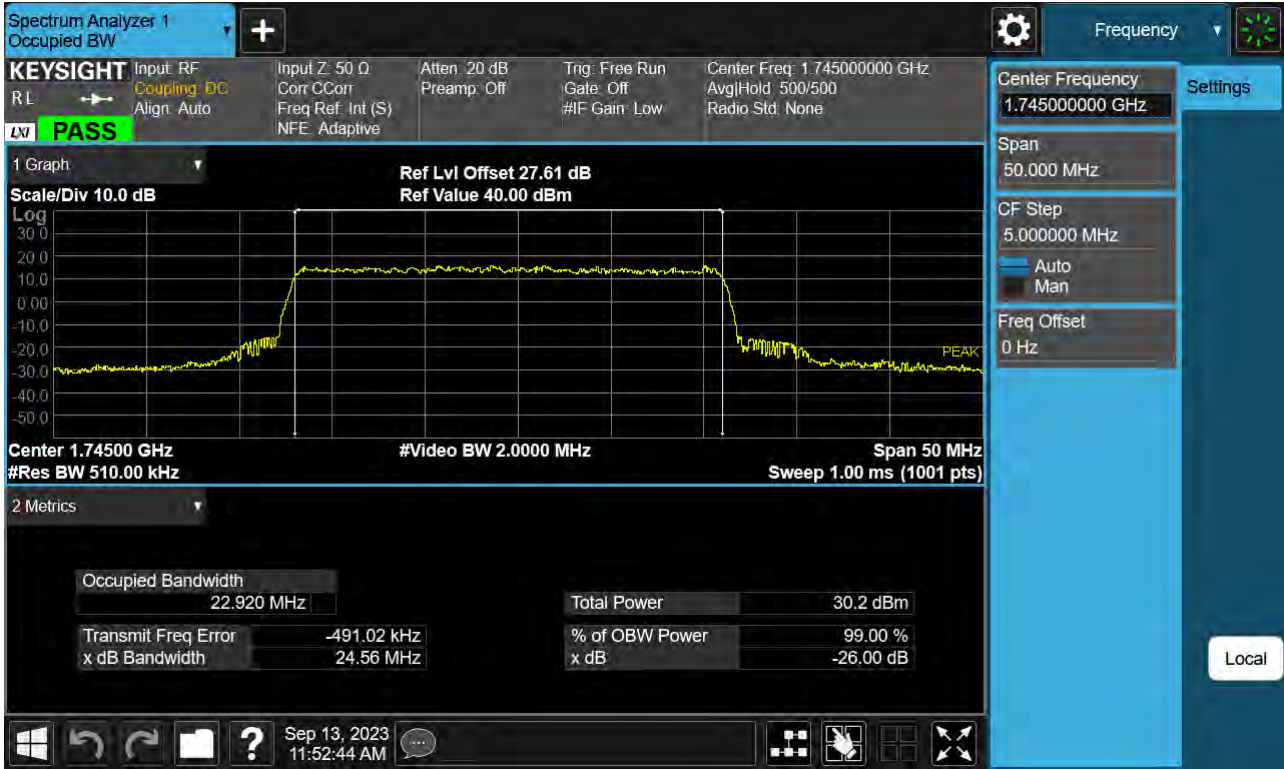 Spectrum Analyzer 1
Occupied BW
Frequency
KEYSIGHT
R L
LXI
PASS
Input: RF
Coupling: DC
Align: Auto
Input Z: 50 Ω
Corr CCorr
Freq Ref: Int (S)
NFE: Adaptive
Atten: 20 dB
Preamp: Off
Trig: Free Run
Gate: Off
#IF Gain: Low
Center Freq: 1.745000000 GHz
Avg|Hold: 500/500
Radio Std: None
Center Frequency
1.745000000 GHz
Settings
Span
50.000 MHz
CF Step
5.000000 MHz
Auto
Man
Freq Offset
0 Hz
1 Graph
Scale/Div 10.0 dB
Ref Lvl Offset 27.61 dB
Ref Value 40.00 dBm
Log
30.0
20.0
10.0
0.00
-10.0
-20.0
-30.0
-40.0
-50.0
PEAK
Center 1.74500 GHz
#Video BW 2.0000 MHz
Span 50 MHz
#Res BW 510.00 kHz
Sweep 1.00 ms (1001 pts)
2 Metrics
Occupied Bandwidth
22.920 MHz
Total Power 30.2 dBm
Transmit Freq Error -491.02 kHz
% of OBW Power 99.00 %
x dB Bandwidth 24.56 MHz
x dB -26.00 dB
Local
?
Sep 13, 2023
11:52:44 AM